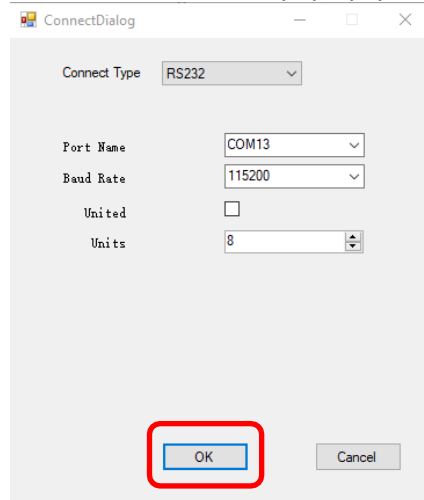 ConnectDialog
Connect Type RS232
Port Name COM13
Baud Rate 115200
United
Units 8
OK Cancel